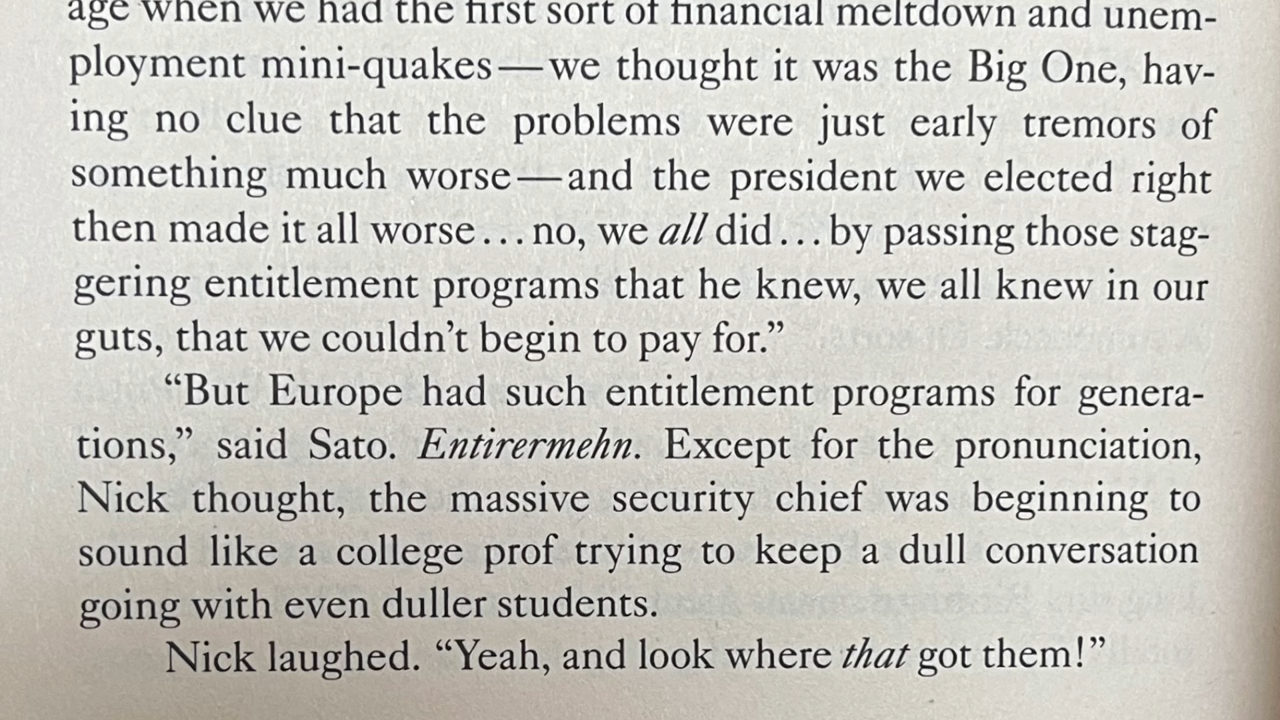 age when we had the first sort of financial meltdown and unem-
ployment mini-quakes—we thought it was the Big One, hav-
ing no clue that the problems were just early tremors of
something much worse—and the president we elected right
then made it all worse...no, we all did...by passing those stag-
gering entitlement programs that he knew, we all knew in our
guts, that we couldn't begin to pay for.”
“But Europe had such entitlement programs for genera-
tions,” said Sato. Entirermehn. Except for the pronunciation,
Nick thought, the massive security chief was beginning to
sound like a college prof trying to keep a dull conversation
going with even duller students.
Nick laughed. “Yeah, and look where that got them!”